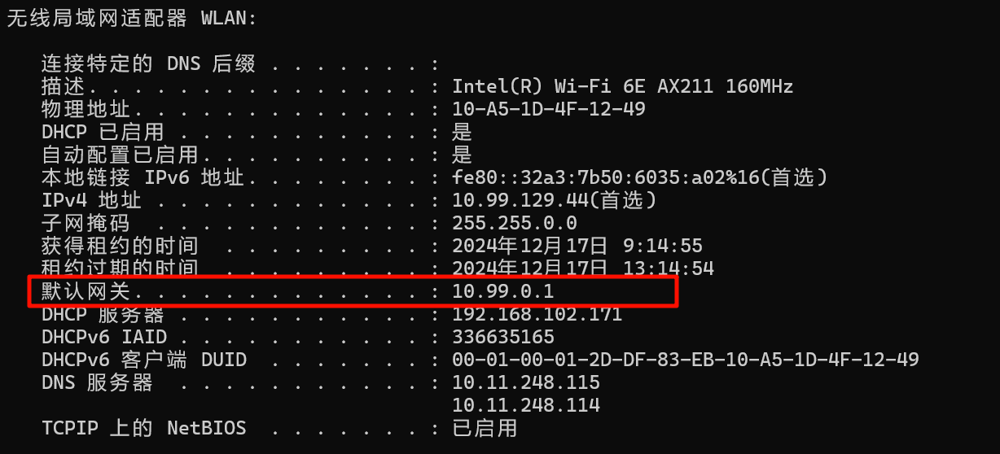 无线局域网适配器 WLAN:
连接特定的 DNS 后缀 . . . . . . . :
描述. . . . . . . . . . . . . . . : Intel(R) Wi-Fi 6E AX211 160MHz
物理地址. . . . . . . . . . . . . : 10-A5-1D-4F-12-49
DHCP 已启用 . . . . . . . . . . . : 是
自动配置已启用. . . . . . . . . . : 是
本地链接 IPv6 地址. . . . . . . . : fe80::32a3:7b50:6035:a02%16(首选)
IPv4 地址 . . . . . . . . . . . . : 10.99.129.44(首选)
子网掩码  . . . . . . . . . . . . : 255.255.0.0
获得租约的时间  . . . . . . . . . : 2024年12月17日 9:14:55
租约过期的时间  . . . . . . . . . : 2024年12月17日 13:14:54
默认网关. . . . . . . . . . . . . : 10.99.0.1
DHCP 服务器 . . . . . . . . . . . : 192.168.102.171
DHCPv6 IAID . . . . . . . . . . . : 336635165
DHCPv6 客户端 DUID  . . . . . . . : 00-01-00-01-2D-DF-83-EB-10-A5-1D-4F-12-49
DNS 服务器  . . . . . . . . . . . : 10.11.248.115
10.11.248.114
TCPIP 上的 NetBIOS  . . . . . . . : 已启用